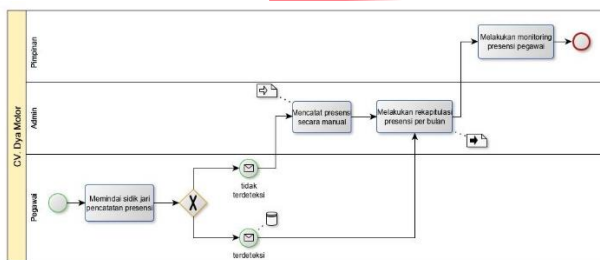 CV. Dya Motor
Pimpinan
Melakukan monitoring
presensi pegawai
Admin
Mencatat presensi
secara manual
Melakukan rekapitulasi
presensi per bulan
Pegawai
Memindai sidik jari
pencatatan presensi
X
tidak
terdeteksi
terdeteksi